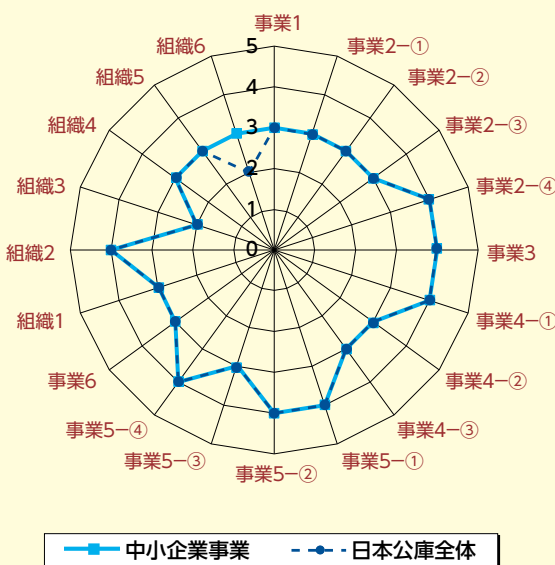 事業1
事業2-①
事業2-②
事業2-③
事業2-④
事業3
事業4-①
事業4-②
事業4-③
事業5-①
事業5-②
事業5-③
事業5-④
事業6
組織1
組織2
組織3
組織4
組織5
組織6
5
4
3
2
1
0
中小企業事業 日本公庫全体